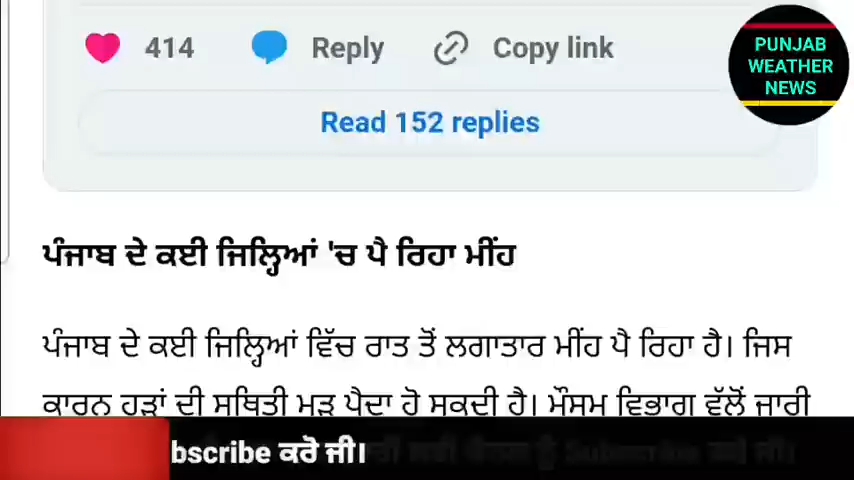 414 Reply Copy link
PUNJAB
WEATHER
NEWS
Read 152 replies
ਪੰਜਾਬ ਦੇ ਕਈ ਜਿਲ੍ਹਿਆਂ 'ਚ ਪੈ ਰਿਹਾ ਮੀਂਹ
ਪੰਜਾਬ ਦੇ ਕਈ ਜਿਲ੍ਹਿਆਂ ਵਿੱਚ ਰਾਤ ਤੋਂ ਲਗਾਤਾਰ ਮੀਂਹ ਪੈ ਰਿਹਾ ਹੈ। ਜਿਸ
ਕਾਰਨ ਹੜਾਂ ਦੀ ਸਥਿਤੀ ਮੁੜ ਪੈਦਾ ਹੋ ਸਕਦੀ ਹੈ। ਮੌਸਮ ਵਿਭਾਗ ਵੱਲੋਂ ਜਾਰੀ
bscribe ਕਰੋ ਜੀ।